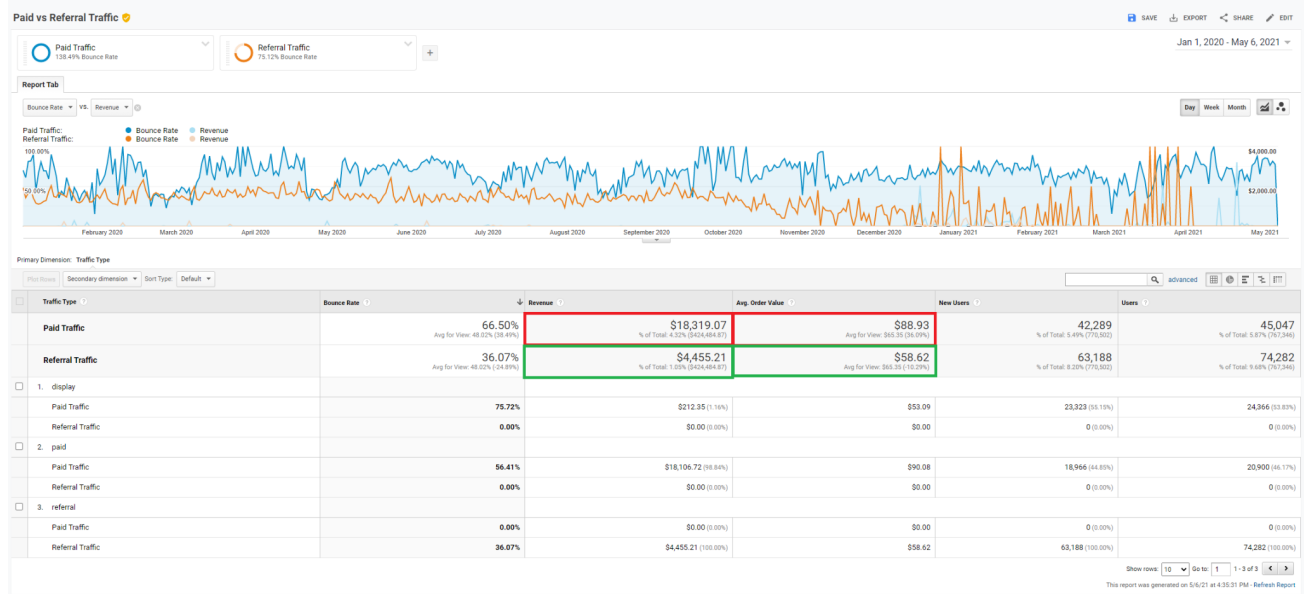 Paid vs Referral Traffic
SAVE EXPORT SHARE EDIT
Paid Traffic
138.49% Bounce Rate
Referral Traffic
75.12% Bounce Rate
+
Jan 1, 2020 - May 6, 2021
Report Tab
Bounce Rate VS. Revenue
Day Week Month
Paid Traffic: Bounce Rate Revenue
Referral Traffic: Bounce Rate Revenue
100.00% $4,000.00
50.00% $2,000.00
February 2020 March 2020 April 2020 May 2020 June 2020 July 2020 August 2020 September 2020 October 2020 November 2020 December 2020 January 2021 February 2021 March 2021 April 2021 May 2021
Primary Dimension: Traffic Type
Plot Rows Secondary dimension Sort Type: Default advanced
Traffic Type ? Bounce Rate ? Revenue ? Avg. Order Value ? New Users ? Users ?
Paid Traffic 66.50% $18,319.07 $88.93 42,289 45,047
Avg for View: 48.02% (38.49%) % of Total: 4.32% ($424,484.87) Avg for View: $65.35 (36.09%) % of Total: 5.49% (770,502) % of Total: 5.87% (767,346)
Referral Traffic 36.07% $4,455.21 $58.62 63,188 74,282
Avg for View: 48.02% (-24.89%) % of Total: 1.05% ($424,484.87) Avg for View: $65.35 (-10.29%) % of Total: 8.20% (770,502) % of Total: 9.68% (767,346)
1. display
Paid Traffic 75.72% $212.35 (1.16%) $53.09 23,323 (55.15%) 24,366 (53.83%)
Referral Traffic 0.00% $0.00 (0.00%) $0.00 0 (0.00%) 0 (0.00%)
2. paid
Paid Traffic 56.41% $18,106.72 (98.84%) $90.08 18,966 (44.85%) 20,900 (46.17%)
Referral Traffic 0.00% $0.00 (0.00%) $0.00 0 (0.00%) 0 (0.00%)
3. referral
Paid Traffic 0.00% $0.00 (0.00%) $0.00 0 (0.00%) 0 (0.00%)
Referral Traffic 36.07% $4,455.21 (100.00%) $58.62 63,188 (100.00%) 74,282 (100.00%)
Show rows: 10 Go to: 1 1 - 3 of 3
This report was generated on 5/6/21 at 4:35:31 PM - Refresh Report